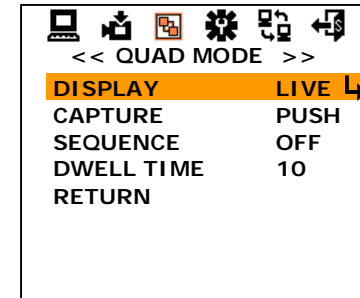 << QUAD MODE >>
DISPLAY LIVE
CAPTURE PUSH
SEQUENCE OFF
DWELL TIME 10
RETURN